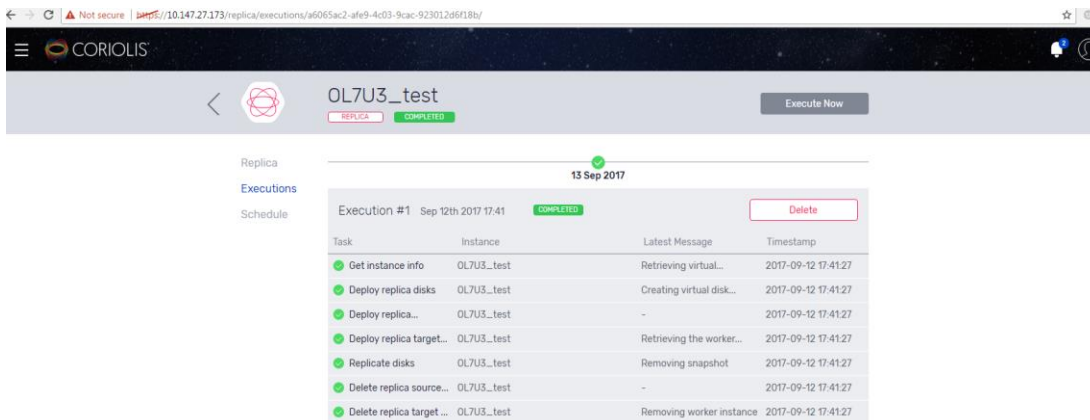 Not secure | https://10.147.27.173/replica/executions/a6065ac2-afe9-4c03-9cac-923012d6f18b/
CORIOLIS
2
OL7U3_test
REPLICA COMPLETED
Execute Now
Replica
Executions
Schedule
13 Sep 2017
Execution #1 Sep 12th 2017 17:41 COMPLETED Delete
Task Instance Latest Message Timestamp
Get instance info OL7U3_test Retrieving virtual... 2017-09-12 17:41:27
Deploy replica disks OL7U3_test Creating virtual disk... 2017-09-12 17:41:27
Deploy replica... OL7U3_test - 2017-09-12 17:41:27
Deploy replica target... OL7U3_test Retrieving the worker... 2017-09-12 17:41:27
Replicate disks OL7U3_test Removing snapshot 2017-09-12 17:41:27
Delete replica source... OL7U3_test - 2017-09-12 17:41:27
Delete replica target ... OL7U3_test Removing worker instance 2017-09-12 17:41:27